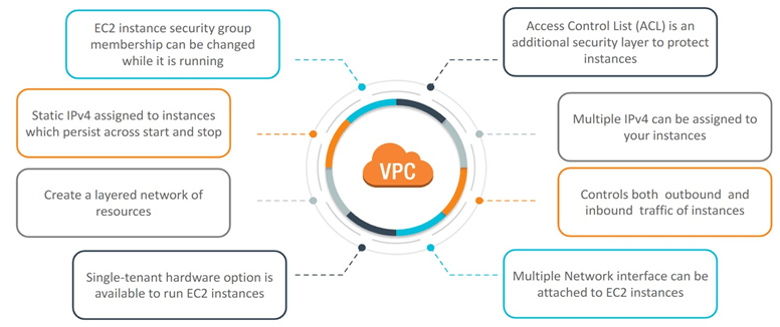 EC2 instance security group
membership can be changed
while it is running
Access Control List (ACL) is an
additional security layer to protect
instances
Static IPv4 assigned to instances
which persist across start and stop
Multiple IPv4 can be assigned to
your instances
VPC
Create a layered network of
resources
Controls both outbound and
inbound traffic of instances
Single-tenant hardware option is
available to run EC2 instances
Multiple Network interface can be
attached to EC2 instances